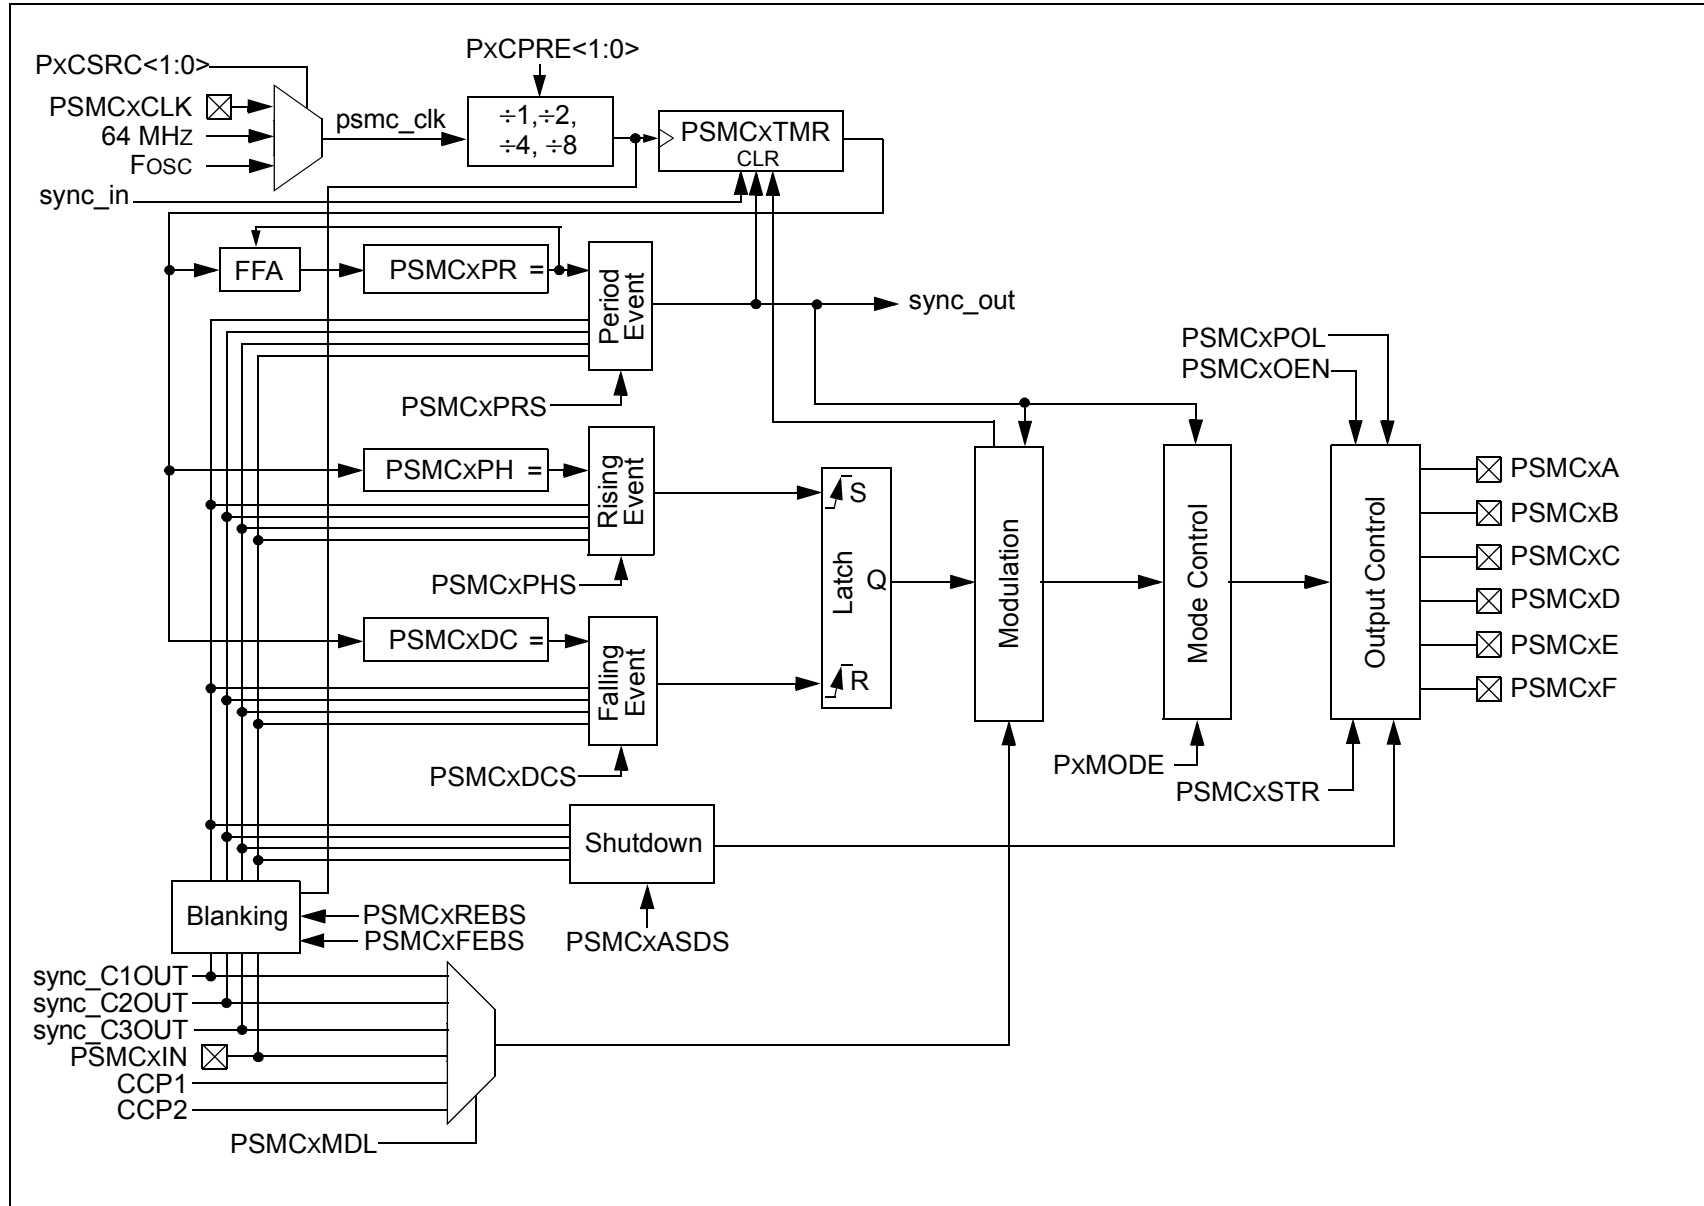 PxCSRC<1:0>
PSMCxCLK
64 MHz
FOSC
sync_in
psmc_clk
PxCPRE<1:0>
÷1,÷2,
÷4, ÷8
PSMCxTMR
CLR
FFA
PSMCxPR =
Period
Event
sync_out
PSMCxPRS
PSMCxPH =
Rising
Event
PSMCxPHS
PSMCxDC =
Falling
Event
PSMCxDCS
S
Latch
Q
R
Modulation
Mode Control
PxMODE
PSMCxPOL
PSMCxOEN
Output Control
PSMCxSTR
PSMCxA
PSMCxB
PSMCxC
PSMCxD
PSMCxE
PSMCxF
Shutdown
PSMCxASDS
Blanking
PSMCxREBS
PSMCxFEBS
sync_C1OUT
sync_C2OUT
sync_C3OUT
PSMCxIN
CCP1
CCP2
PSMCxMDL